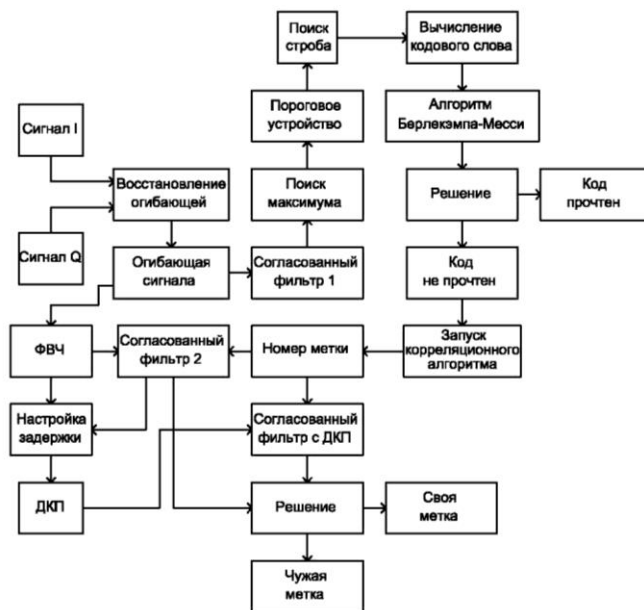 Поиск
строба
Вычисление
кодового слова
Пороговое
устройство
Алгоритм
Берлекэмпа-Месси
Сигнал I
Восстановление
огибающей
Поиск
максимума
Решение
Код
прочтен
Сигнал Q
Огибающая
сигнала
Согласованный
фильтр 1
Код
не прочтен
ФВЧ
Согласованный
фильтр 2
Номер метки
Запуск
корреляционного
алгоритма
Настройка
задержки
Согласованный
фильтр с ДКП
ДКП
Решение
Своя
метка
Чужая
метка